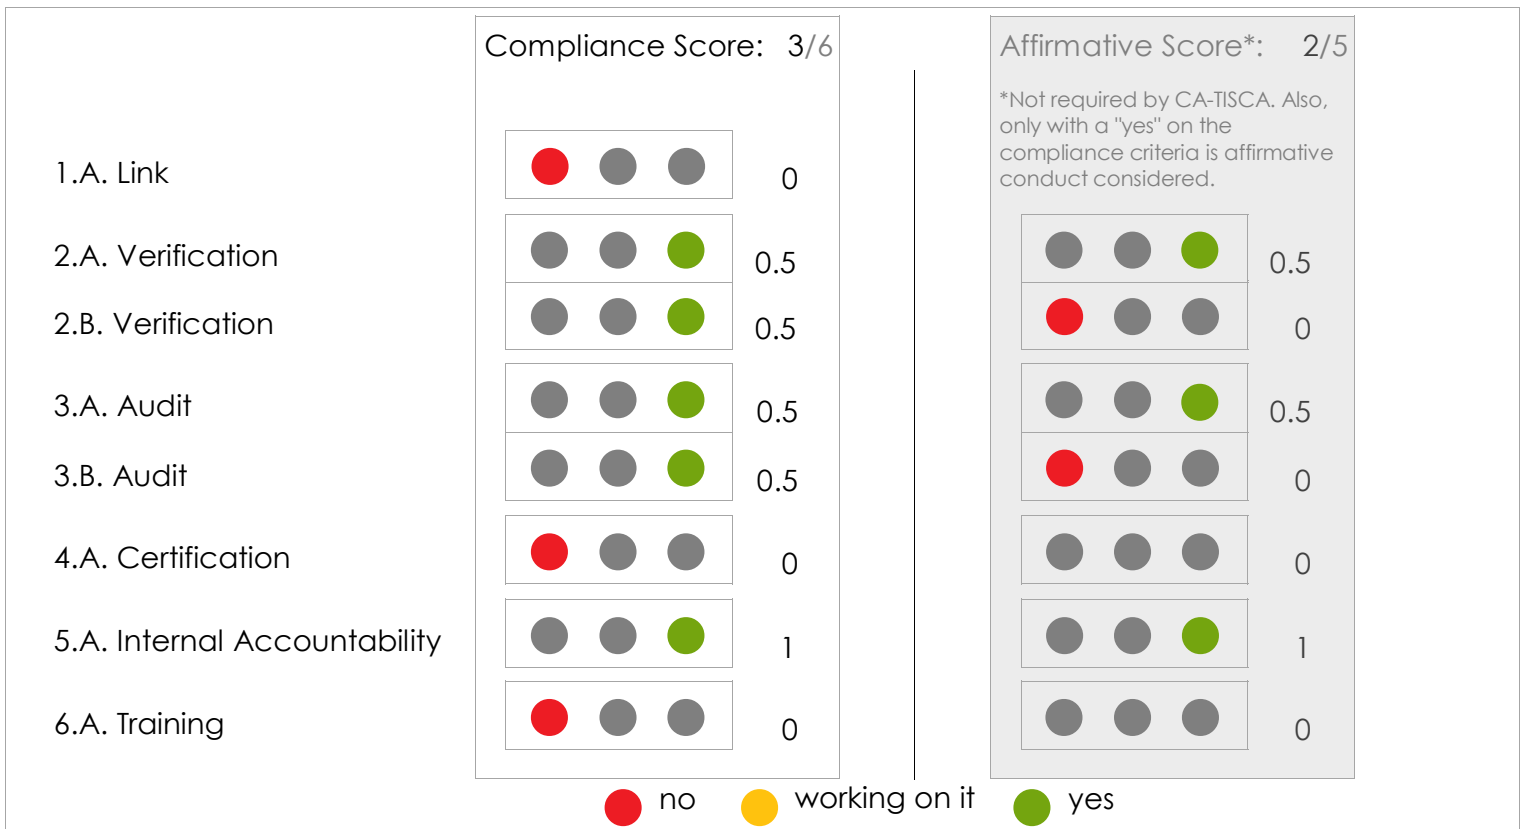 Compliance Score: 3/6
Affirmative Score*: 2/5
*Not required by CA-TISCA. Also,
only with a "yes" on the
compliance criteria is affirmative
conduct considered.
1.A. Link 0
2.A. Verification 0.5 0.5
2.B. Verification 0.5 0
3.A. Audit 0.5 0.5
3.B. Audit 0.5 0
4.A. Certification 0 0
5.A. Internal Accountability 1 1
6.A. Training 0 0
no working on it yes